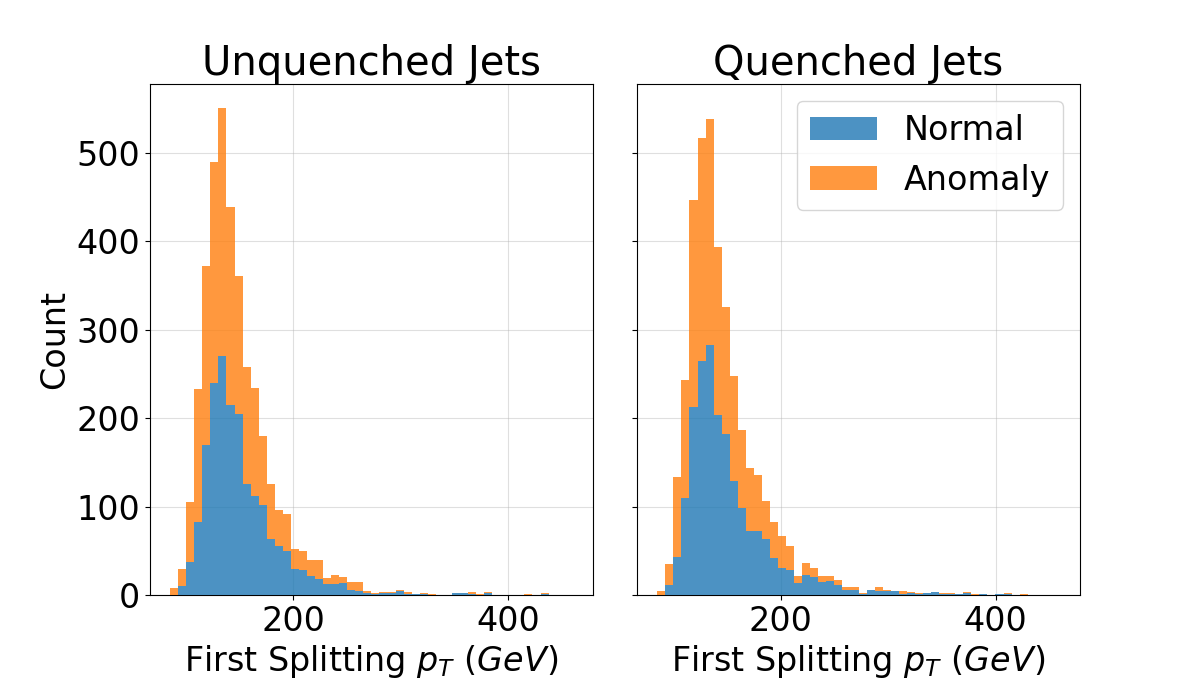 Unquenched Jets
Quenched Jets
Normal
Anomaly
Count
500
400
300
200
100
0
200 400
200 400
First Splitting $p_T$ (GeV)
First Splitting $p_T$ (GeV)